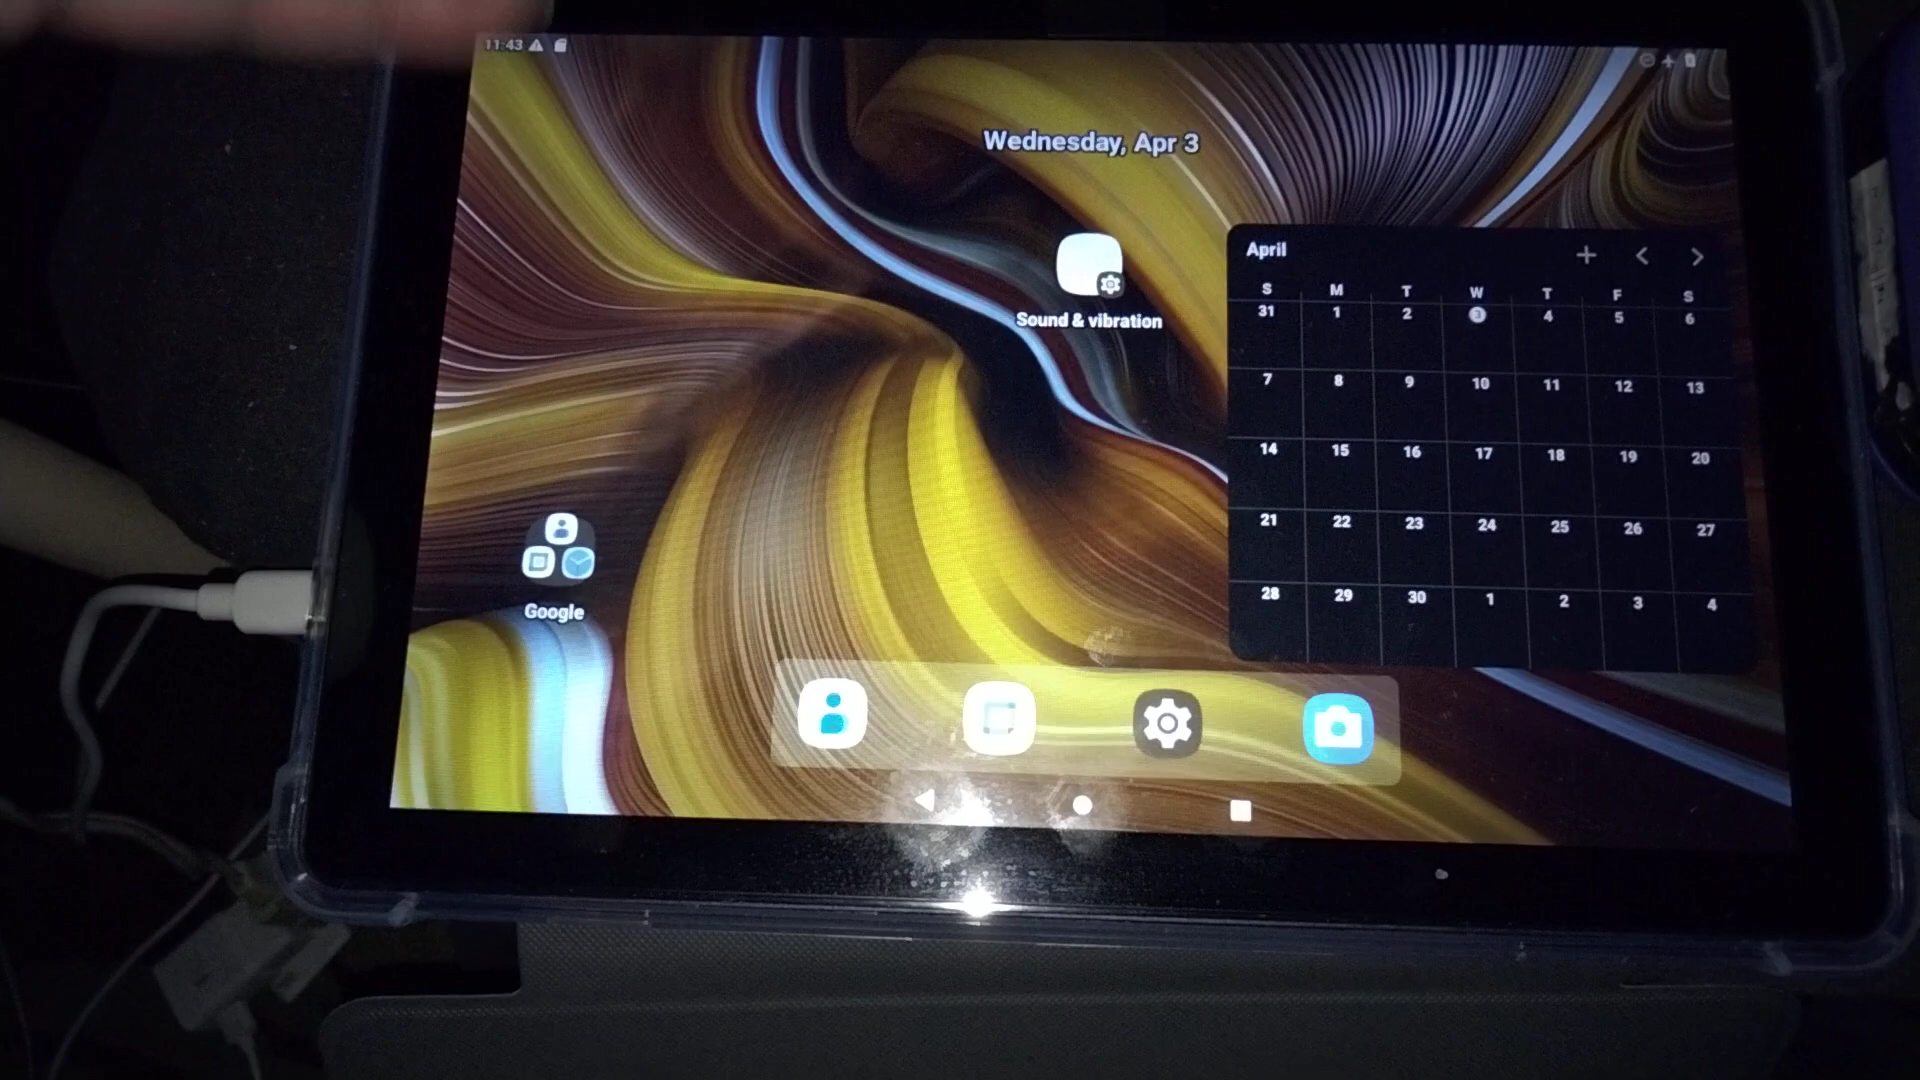 11:43
Wednesday, Apr 3
Sound & vibration
April
S M T W T F S
31 1 2 3 4 5 6
7 8 9 10 11 12 13
14 15 16 17 18 19 20
21 22 23 24 25 26 27
28 29 30 1 2 3 4
Google